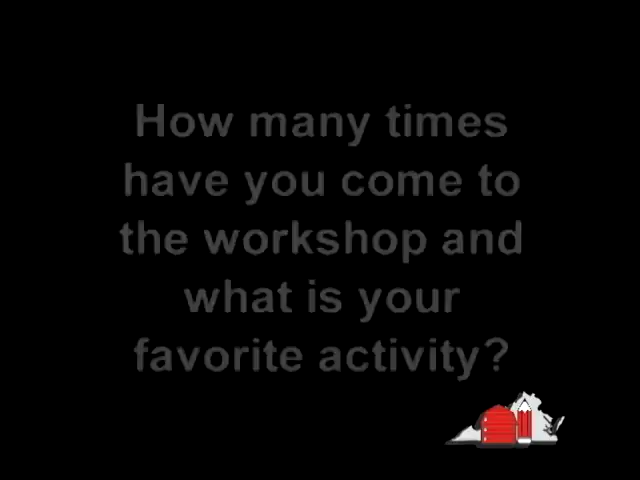 How many times
have you come to
the workshop and
what is your
favorite activity?